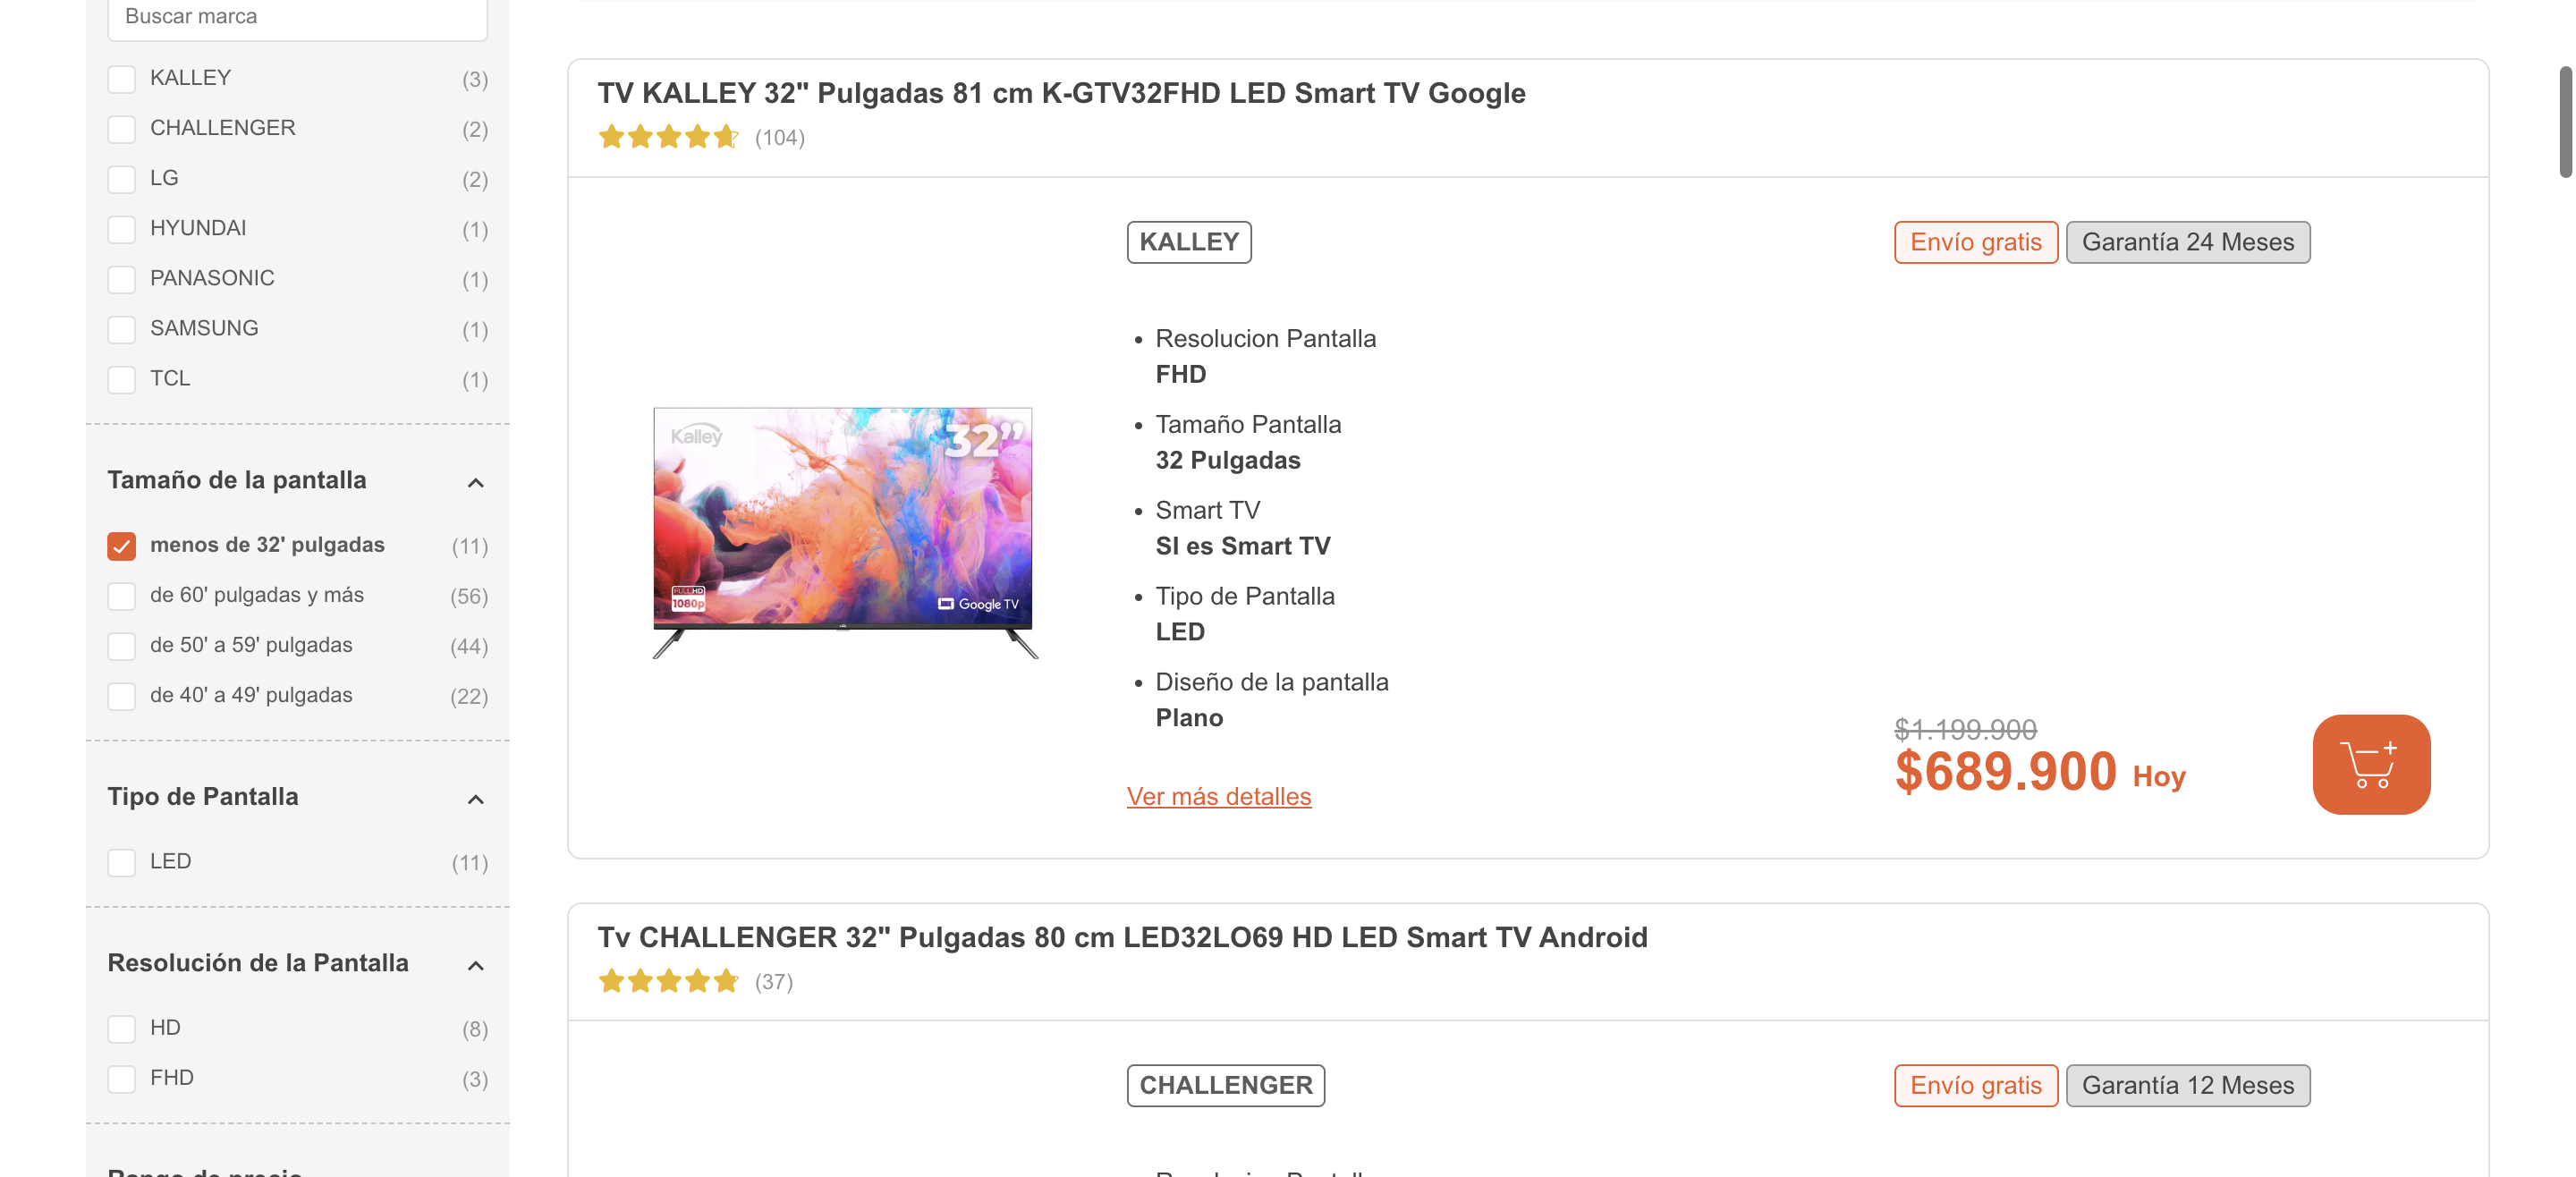 Buscar marca
KALLEY (3)
CHALLENGER (2)
LG (2)
HYUNDAI (1)
PANASONIC (1)
SAMSUNG (1)
TCL (1)
Tamaño de la pantalla
menos de 32' pulgadas (11)
de 60' pulgadas y más (56)
de 50' a 59' pulgadas (44)
de 40' a 49' pulgadas (22)
Tipo de Pantalla
LED (11)
Resolución de la Pantalla
HD (8)
FHD (3)
Rango de precio
TV KALLEY 32" Pulgadas 81 cm K-GTV32FHD LED Smart TV Google
(104)
KALLEY
Envío gratis Garantía 24 Meses
Kalley
32”
FULLHD
1080p
Google TV
Resolucion Pantalla
FHD
Tamaño Pantalla
32 Pulgadas
Smart TV
SI es Smart TV
Tipo de Pantalla
LED
Diseño de la pantalla
Plano
Ver más detalles
$1.199.900
$689.900 Hoy
Tv CHALLENGER 32" Pulgadas 80 cm LED32LO69 HD LED Smart TV Android
(37)
CHALLENGER
Envío gratis Garantía 12 Meses
Resolucion Pantalla